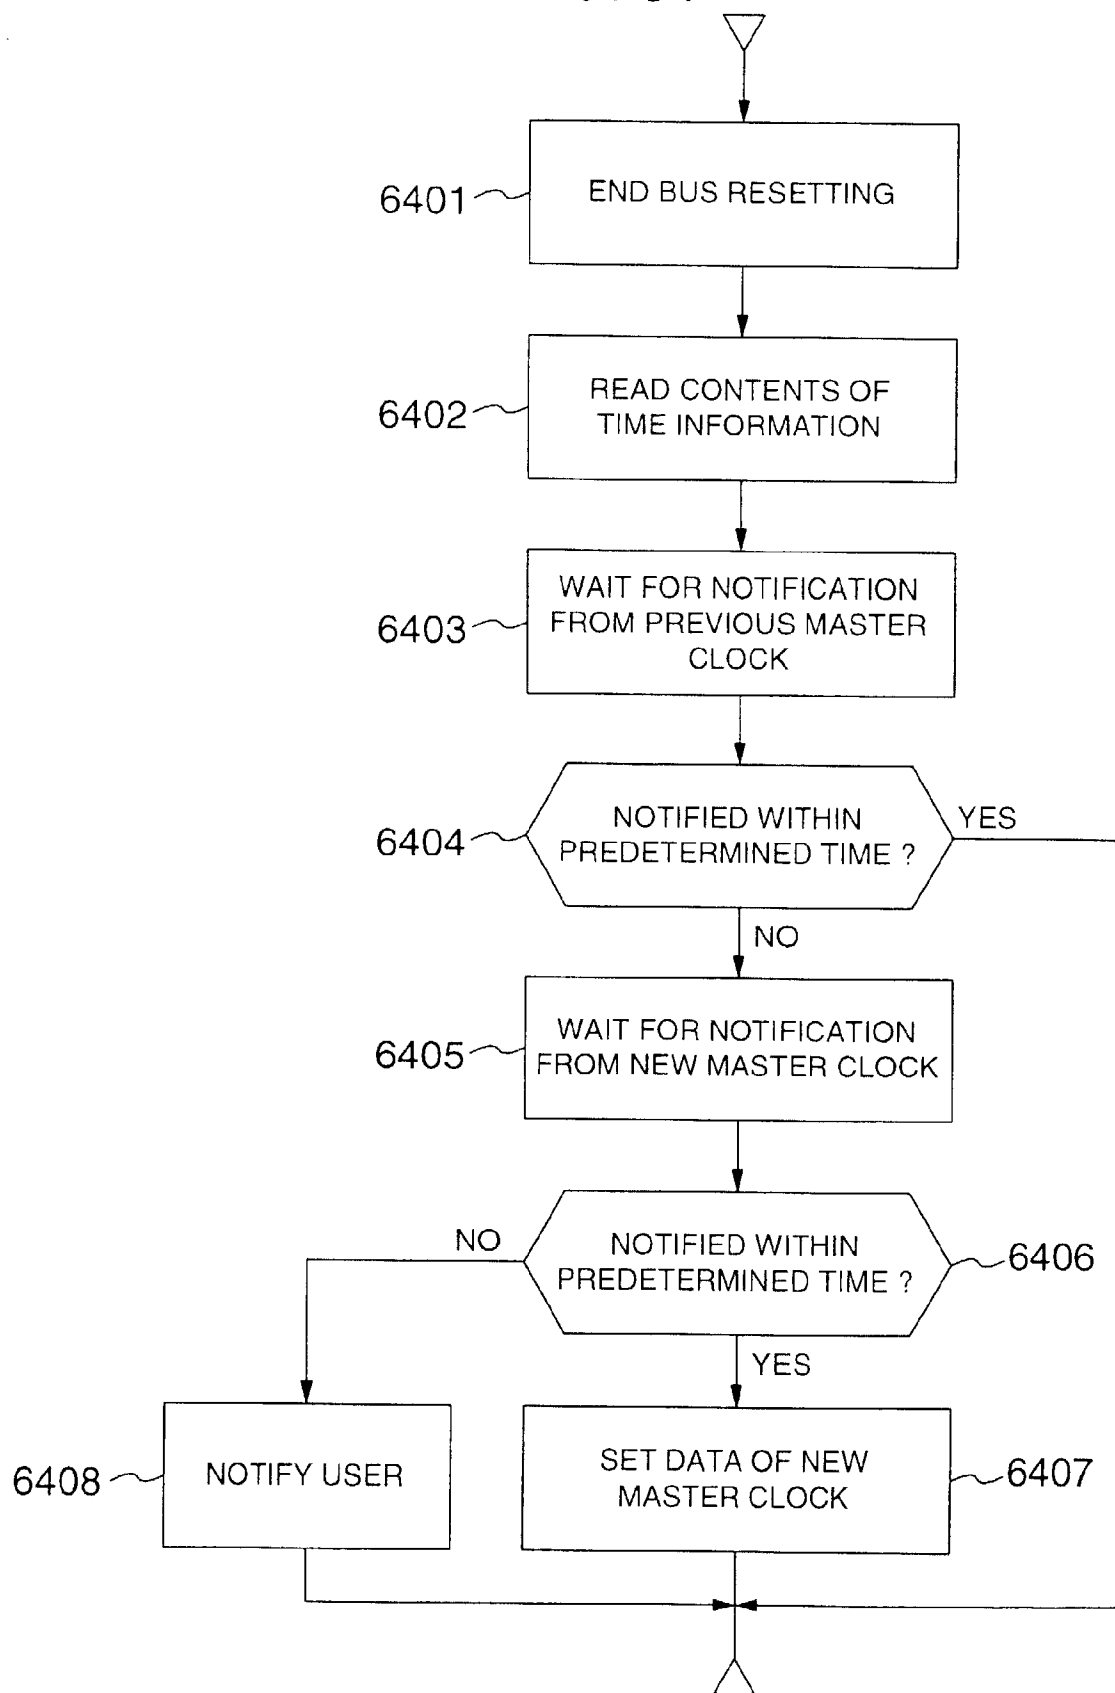 6401
END BUS RESETTING
6402
READ CONTENTS OF
TIME INFORMATION
6403
WAIT FOR NOTIFICATION
FROM PREVIOUS MASTER
CLOCK
6404
NOTIFIED WITHIN
PREDETERMINED TIME ?
YES
NO
6405
WAIT FOR NOTIFICATION
FROM NEW MASTER CLOCK
NO
NOTIFIED WITHIN
PREDETERMINED TIME ?
6406
YES
6408
NOTIFY USER
SET DATA OF NEW
MASTER CLOCK
6407